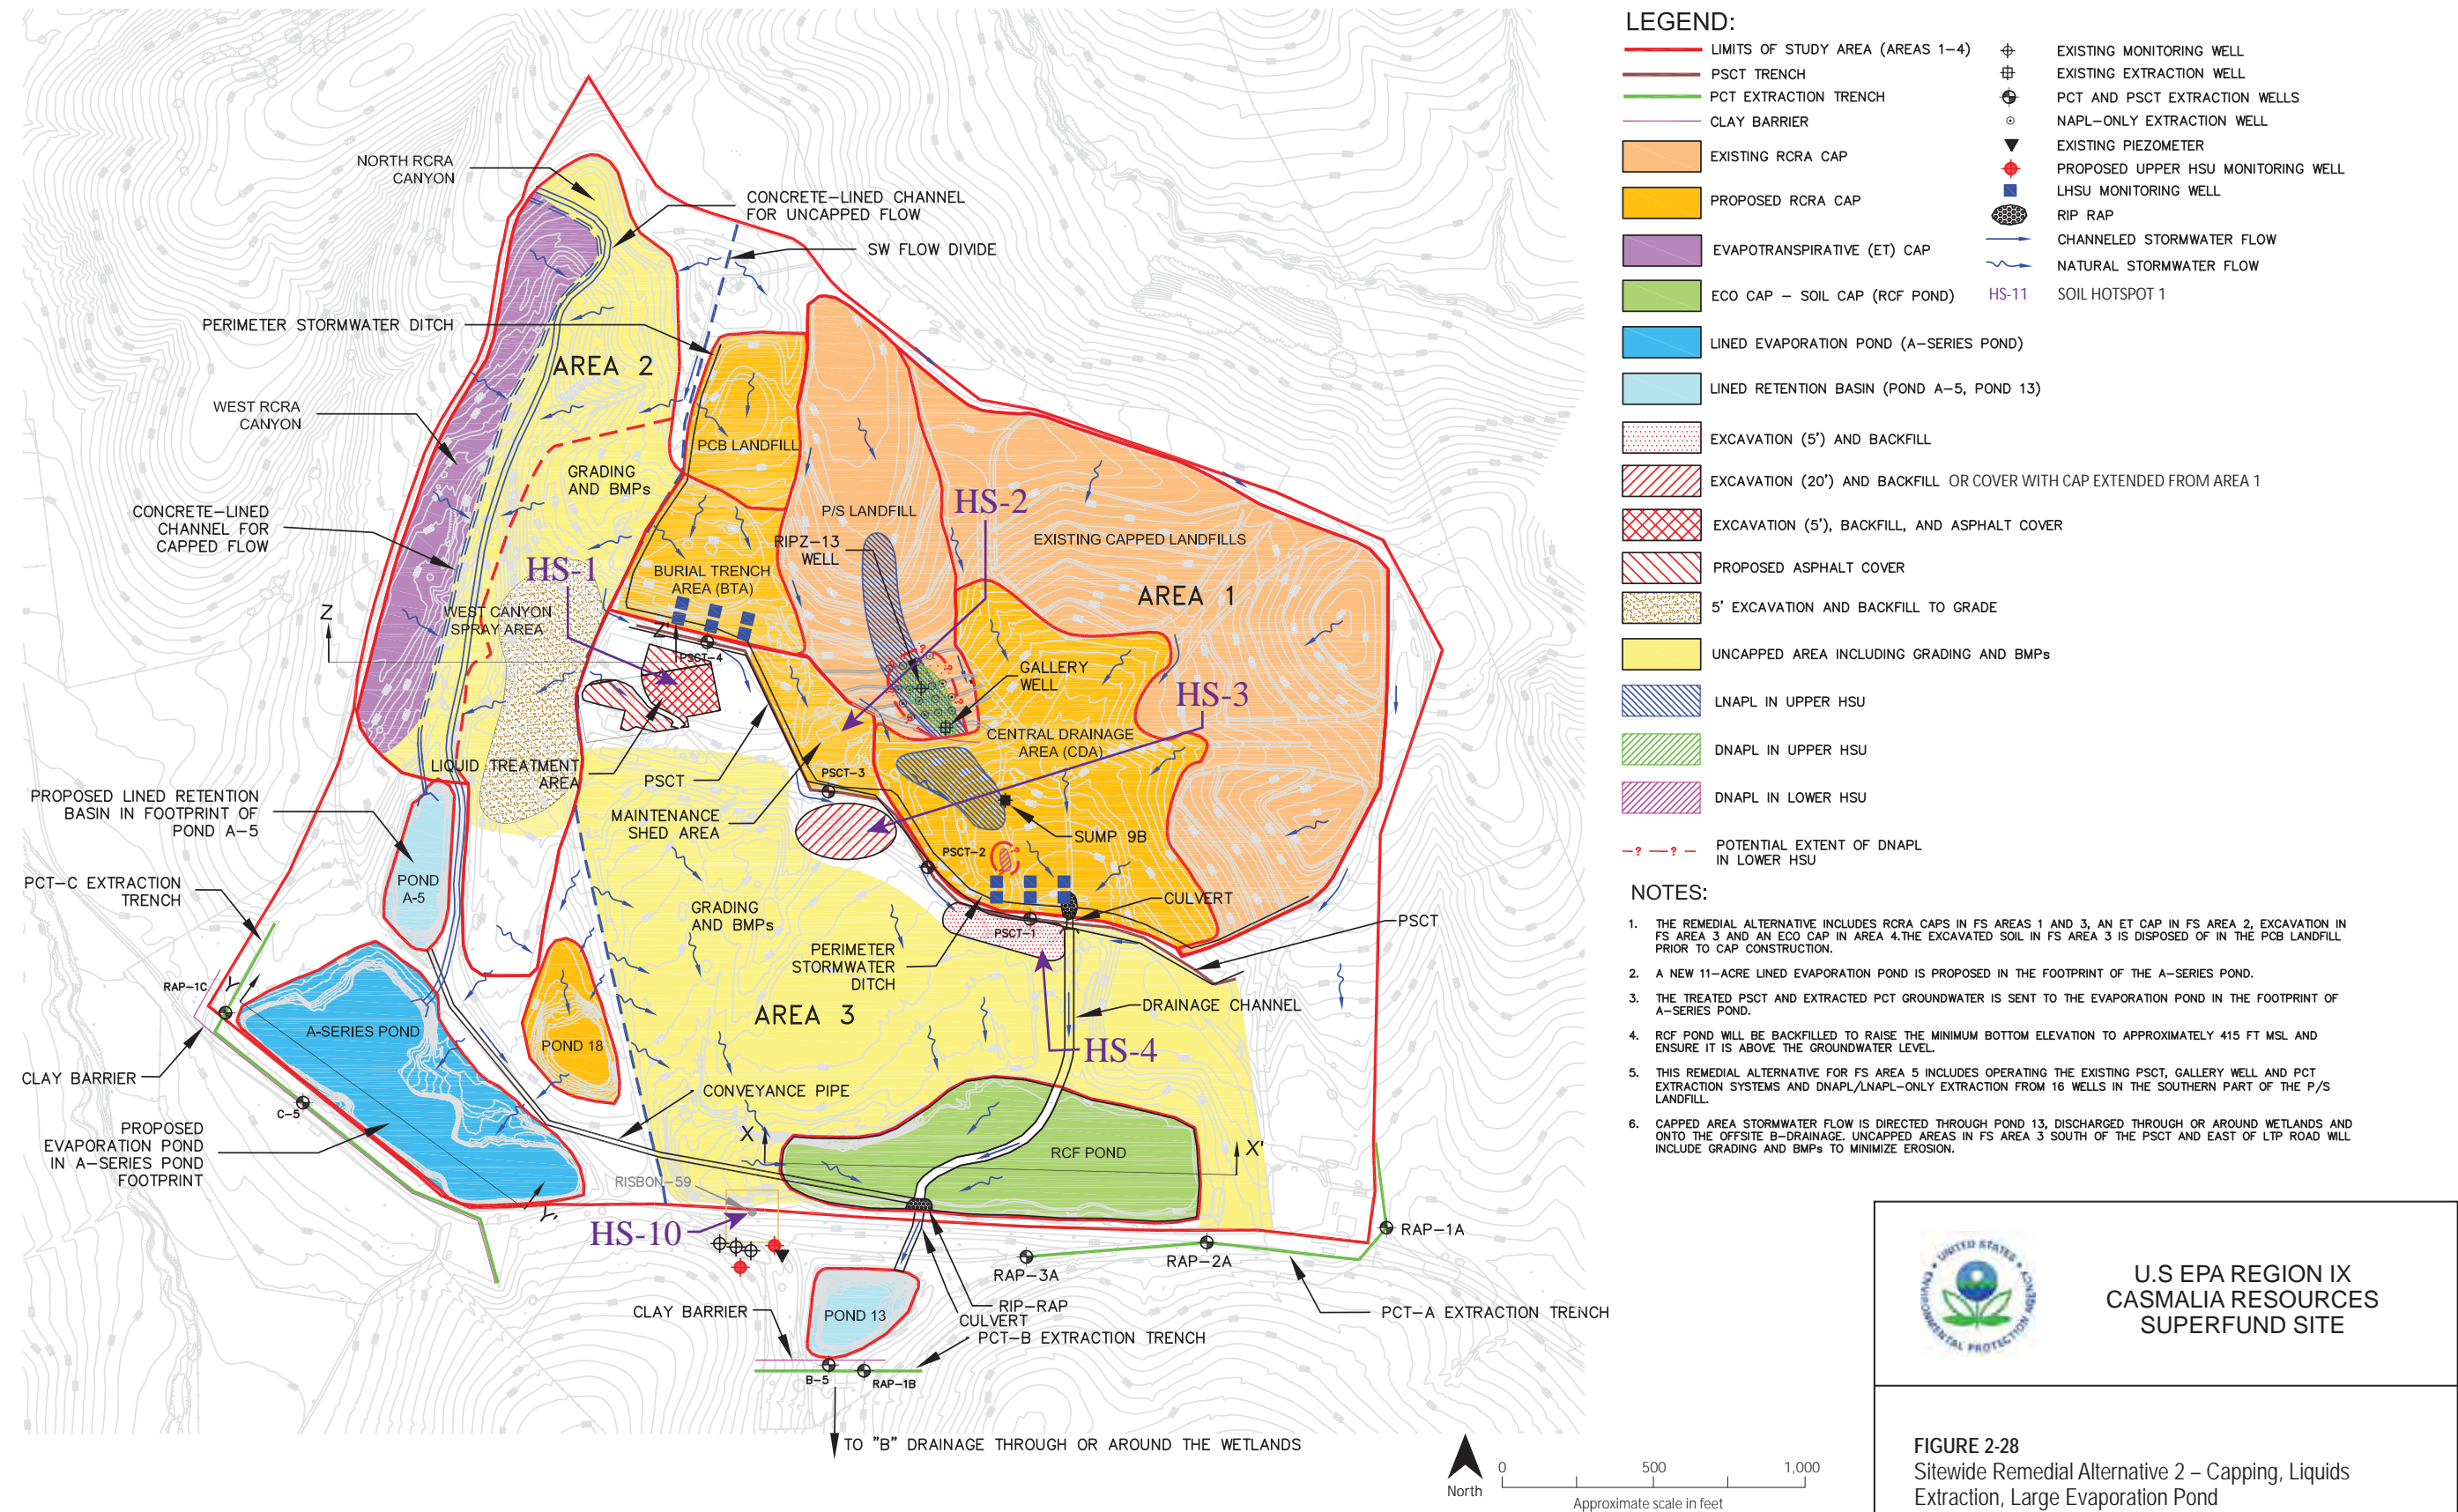 NORTH RCRA
CANYON
CONCRETE-LINED CHANNEL
FOR UNCAPPED FLOW
SW FLOW DIVIDE
PERIMETER STORMWATER DITCH
AREA 2
WEST RCRA
CANYON
PCB LANDFILL
GRADING
AND BMPs
CONCRETE-LINED
CHANNEL FOR
CAPPED FLOW
P/S LANDFILL
HS-2
RIPZ-13
WELL
EXISTING CAPPED LANDFILLS
HS-1
BURIAL TRENCH
AREA (BTA)
AREA 1
WEST CANYON
SPRAY AREA
Z
Z'
PSCT-4
GALLERY
WELL
HS-3
CENTRAL DRAINAGE
AREA (CDA)
LIQUID TREATMENT
AREA
PSCT
PSCT-3
PROPOSED LINED RETENTION
BASIN IN FOOTPRINT OF
POND A-5
MAINTENANCE
SHED AREA
SUMP 9B
PSCT-2
PCT-C EXTRACTION
TRENCH
POND
A-5
CULVERT
GRADING
AND BMPs
PSCT-1
PSCT
PERIMETER
STORMWATER
DITCH
RAP-1C
Y
DRAINAGE CHANNEL
AREA 3
A-SERIES POND
POND 18
HS-4
CLAY BARRIER
C-5
CONVEYANCE PIPE
PROPOSED
EVAPORATION POND
IN A-SERIES POND
FOOTPRINT
X
X'
RCF POND
RISBON-59
Y'
HS-10
RAP-1A
RAP-3A
RAP-2A
CLAY BARRIER
POND 13
RIP-RAP
CULVERT
PCT-B EXTRACTION TRENCH
PCT-A EXTRACTION TRENCH
B-5
RAP-1B
TO "B" DRAINAGE THROUGH OR AROUND THE WETLANDS
North
0 500 1,000
Approximate scale in feet
LEGEND:
LIMITS OF STUDY AREA (AREAS 1-4)
PSCT TRENCH
PCT EXTRACTION TRENCH
CLAY BARRIER
EXISTING RCRA CAP
PROPOSED RCRA CAP
EVAPOTRANSPIRATIVE (ET) CAP
ECO CAP - SOIL CAP (RCF POND)
LINED EVAPORATION POND (A-SERIES POND)
LINED RETENTION BASIN (POND A-5, POND 13)
EXCAVATION (5') AND BACKFILL
EXCAVATION (20') AND BACKFILL OR COVER WITH CAP EXTENDED FROM AREA 1
EXCAVATION (5'), BACKFILL, AND ASPHALT COVER
PROPOSED ASPHALT COVER
5' EXCAVATION AND BACKFILL TO GRADE
UNCAPPED AREA INCLUDING GRADING AND BMPs
LNAPL IN UPPER HSU
DNAPL IN UPPER HSU
DNAPL IN LOWER HSU
POTENTIAL EXTENT OF DNAPL
IN LOWER HSU
EXISTING MONITORING WELL
EXISTING EXTRACTION WELL
PCT AND PSCT EXTRACTION WELLS
NAPL-ONLY EXTRACTION WELL
EXISTING PIEZOMETER
PROPOSED UPPER HSU MONITORING WELL
LHSU MONITORING WELL
RIP RAP
CHANNELED STORMWATER FLOW
NATURAL STORMWATER FLOW
HS-11 SOIL HOTSPOT 1
NOTES:
1. THE REMEDIAL ALTERNATIVE INCLUDES RCRA CAPS IN FS AREAS 1 AND 3, AN ET CAP IN FS AREA 2, EXCAVATION IN
FS AREA 3 AND AN ECO CAP IN AREA 4.THE EXCAVATED SOIL IN FS AREA 3 IS DISPOSED OF IN THE PCB LANDFILL
PRIOR TO CAP CONSTRUCTION.
2. A NEW 11-ACRE LINED EVAPORATION POND IS PROPOSED IN THE FOOTPRINT OF THE A-SERIES POND.
3. THE TREATED PSCT AND EXTRACTED PCT GROUNDWATER IS SENT TO THE EVAPORATION POND IN THE FOOTPRINT OF
A-SERIES POND.
4. RCF POND WILL BE BACKFILLED TO RAISE THE MINIMUM BOTTOM ELEVATION TO APPROXIMATELY 415 FT MSL AND
ENSURE IT IS ABOVE THE GROUNDWATER LEVEL.
5. THIS REMEDIAL ALTERNATIVE FOR FS AREA 5 INCLUDES OPERATING THE EXISTING PSCT, GALLERY WELL AND PCT
EXTRACTION SYSTEMS AND DNAPL/LNAPL-ONLY EXTRACTION FROM 16 WELLS IN THE SOUTHERN PART OF THE P/S
LANDFILL.
6. CAPPED AREA STORMWATER FLOW IS DIRECTED THROUGH POND 13, DISCHARGED THROUGH OR AROUND WETLANDS AND
ONTO THE OFFSITE B-DRAINAGE. UNCAPPED AREAS IN FS AREA 3 SOUTH OF THE PSCT AND EAST OF LTP ROAD WILL
INCLUDE GRADING AND BMPs TO MINIMIZE EROSION.
UNITED STATES
ENVIRONMENTAL PROTECTION AGENCY
U.S EPA REGION IX
CASMALIA RESOURCES
SUPERFUND SITE
FIGURE 2-28
Sitewide Remedial Alternative 2 – Capping, Liquids
Extraction, Large Evaporation Pond